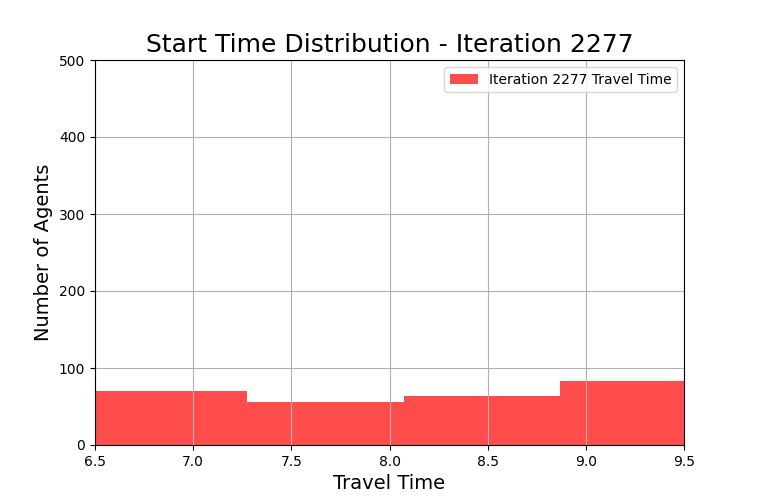 Start Time Distribution - Iteration 2277
500
400
300
200
100
0
Number of Agents
Iteration 2277 Travel Time
6.5 7.0 7.5 8.0 8.5 9.0 9.5
Travel Time